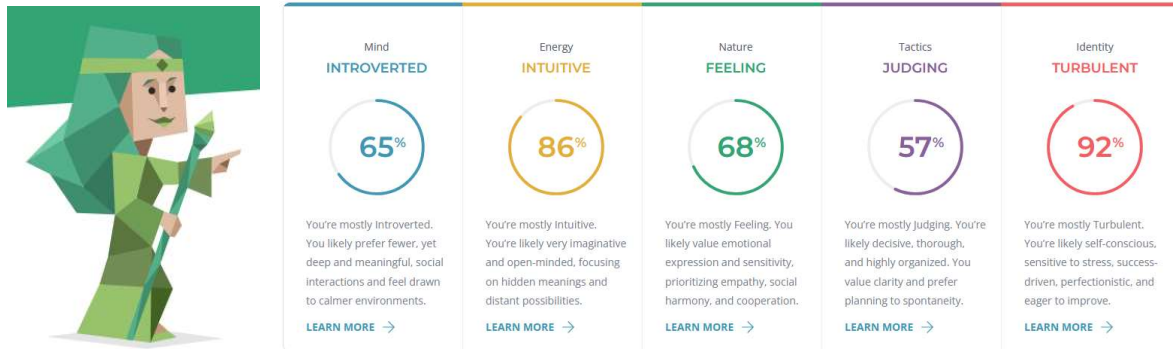 Mind
INTROVERTED
65%
You're mostly Introverted.
You likely prefer fewer, yet
deep and meaningful, social
interactions and feel drawn
to calmer environments.
LEARN MORE →
Energy
INTUITIVE
86%
You're mostly Intuitive.
You're likely very imaginative
and open-minded, focusing
on hidden meanings and
distant possibilities.
LEARN MORE →
Nature
FEELING
68%
You're mostly Feeling. You
likely value emotional
expression and sensitivity,
prioritizing empathy, social
harmony, and cooperation.
LEARN MORE →
Tactics
JUDGING
57%
You're mostly Judging. You're
likely decisive, thorough,
and highly organized. You
value clarity and prefer
planning to spontaneity.
LEARN MORE →
Identity
TURBULENT
92%
You're mostly Turbulent.
You're likely self-conscious,
sensitive to stress, success-
driven, perfectionistic, and
eager to improve.
LEARN MORE →